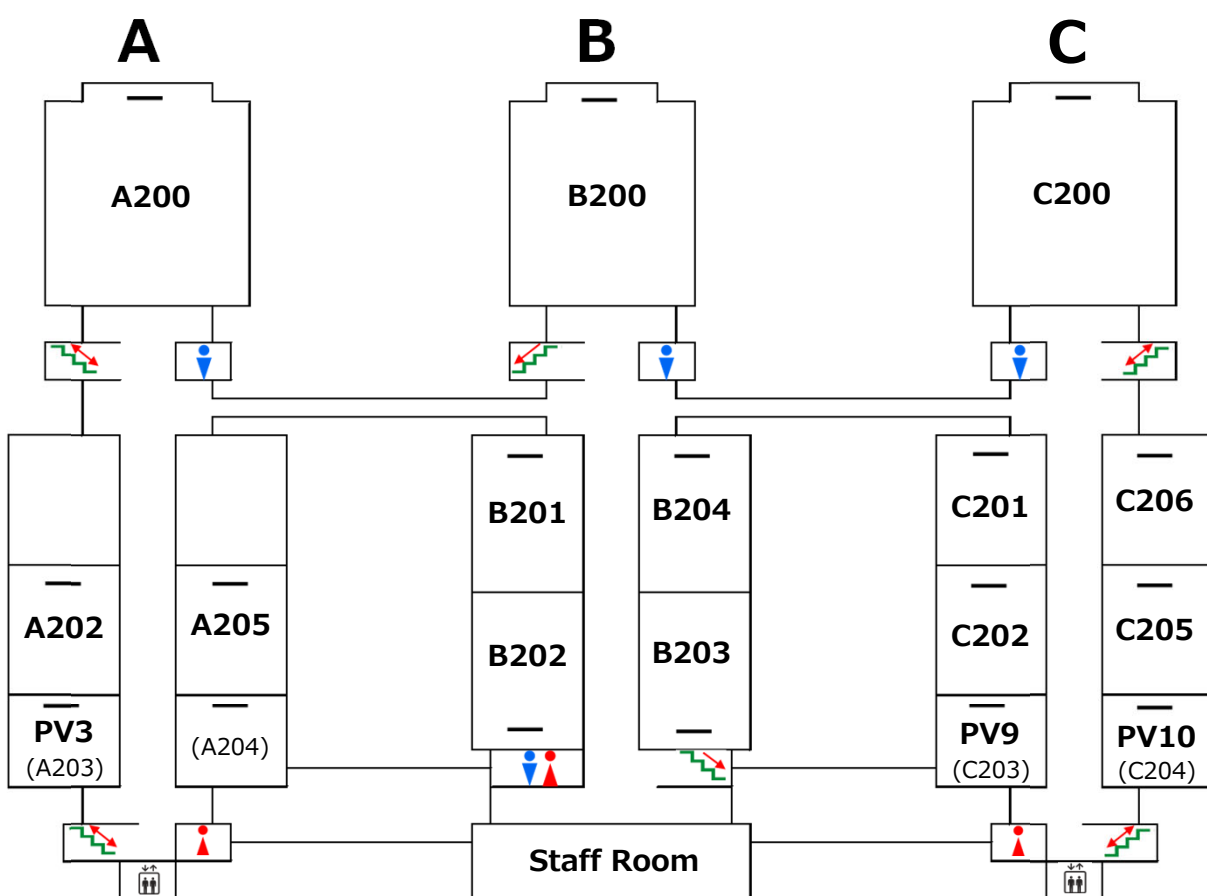 A B C
A200 B200 C200
B201 B204 C201 C206
A202 A205 B202 B203 C202 C205
PV3
(A203)
(A204)
PV9
(C203)
PV10
(C204)
Staff Room